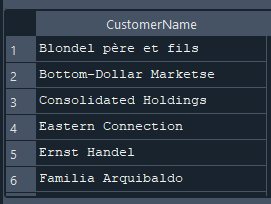 CustomerName
1 Blondel père et fils
2 Bottom-Dollar Marketse
3 Consolidated Holdings
4 Eastern Connection
5 Ernst Handel
6 Familia Arquibaldo